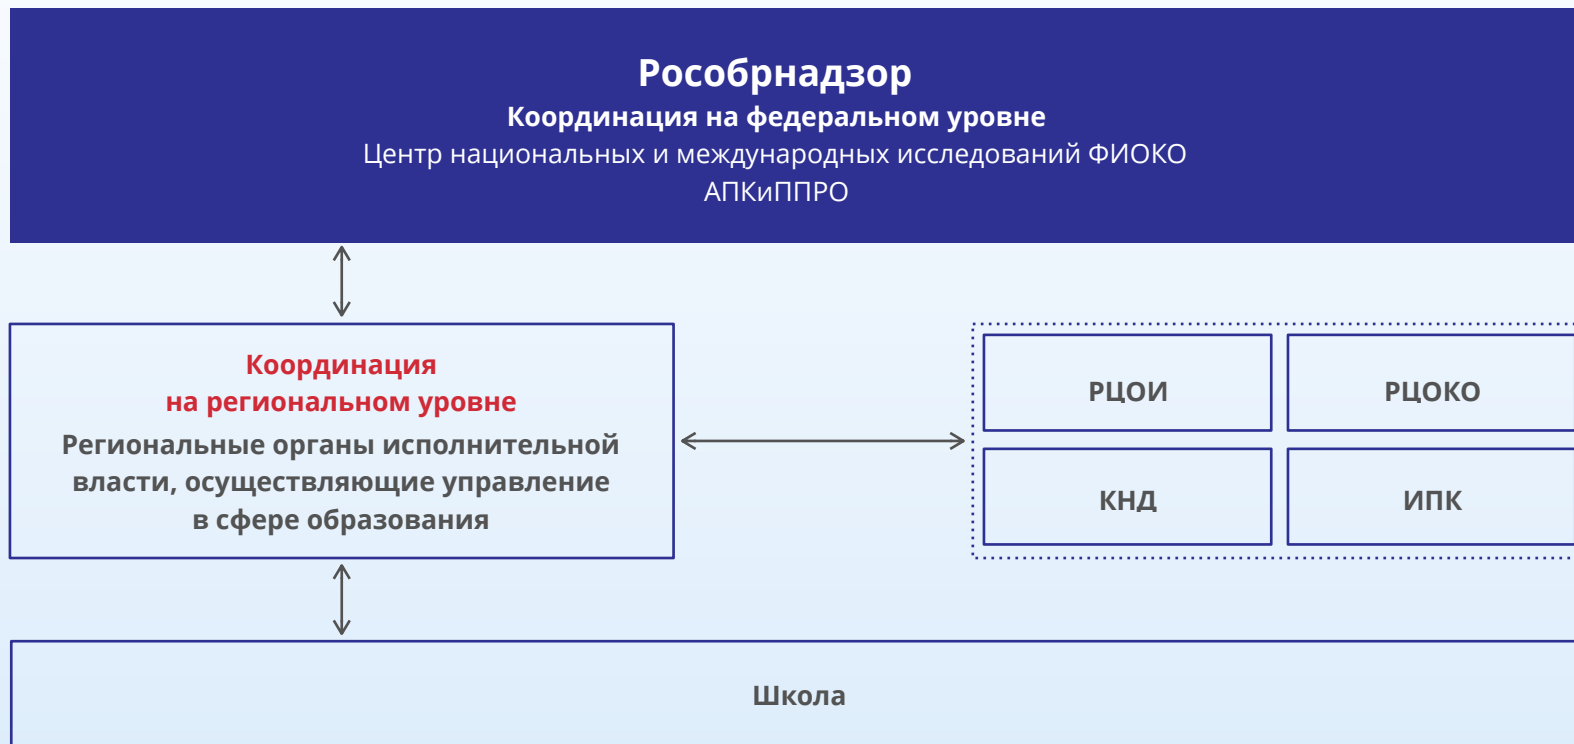 Рособрнадзор
Координация на федеральном уровне
Центр национальных и международных исследований ФИОКО
АПКиППРО
Координация
на региональном уровне
Региональные органы исполнительной
власти, осуществляющие управление
в сфере образования
РЦОИ
РЦОКО
КНД
ИПК
Школа